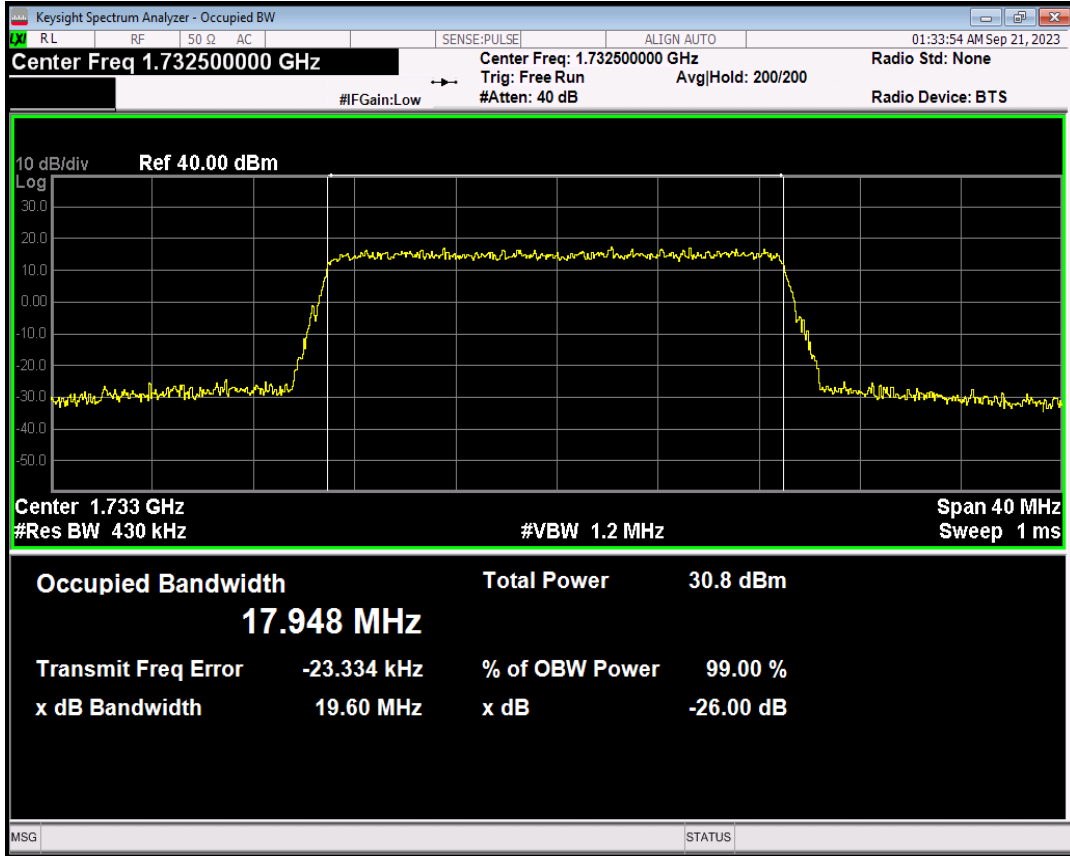 Keysight Spectrum Analyzer - Occupied BW
LXI RL RF 50 Ω AC SENSE:PULSE ALIGN AUTO 01:33:54 AM Sep 21, 2023
Center Freq 1.732500000 GHz
Center Freq: 1.732500000 GHz Radio Std: None
Trig: Free Run Avg|Hold: 200/200
#IFGain:Low #Atten: 40 dB Radio Device: BTS
10 dB/div Ref 40.00 dBm
Log
30.0
20.0
10.0
0.00
-10.0
-20.0
-30.0
-40.0
-50.0
Center 1.733 GHz Span 40 MHz
#Res BW 430 kHz #VBW 1.2 MHz Sweep 1 ms
Occupied Bandwidth Total Power 30.8 dBm
17.948 MHz
Transmit Freq Error -23.334 kHz % of OBW Power 99.00 %
x dB Bandwidth 19.60 MHz x dB -26.00 dB
MSG STATUS